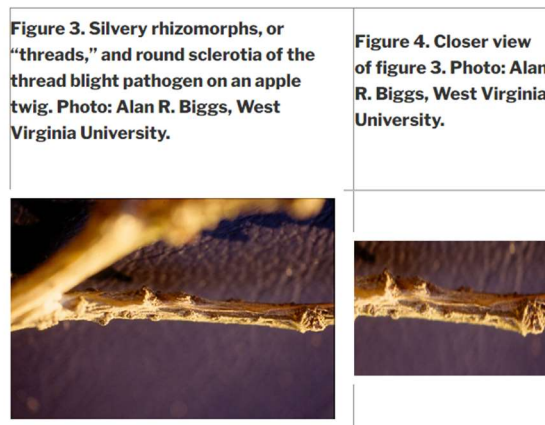 Figure 3. Silvery rhizomorphs, or
“threads,” and round sclerotia of the
thread blight pathogen on an apple
twig. Photo: Alan R. Biggs, West
Virginia University.
Figure 4. Closer view
of figure 3. Photo: Alan
R. Biggs, West Virginia
University.